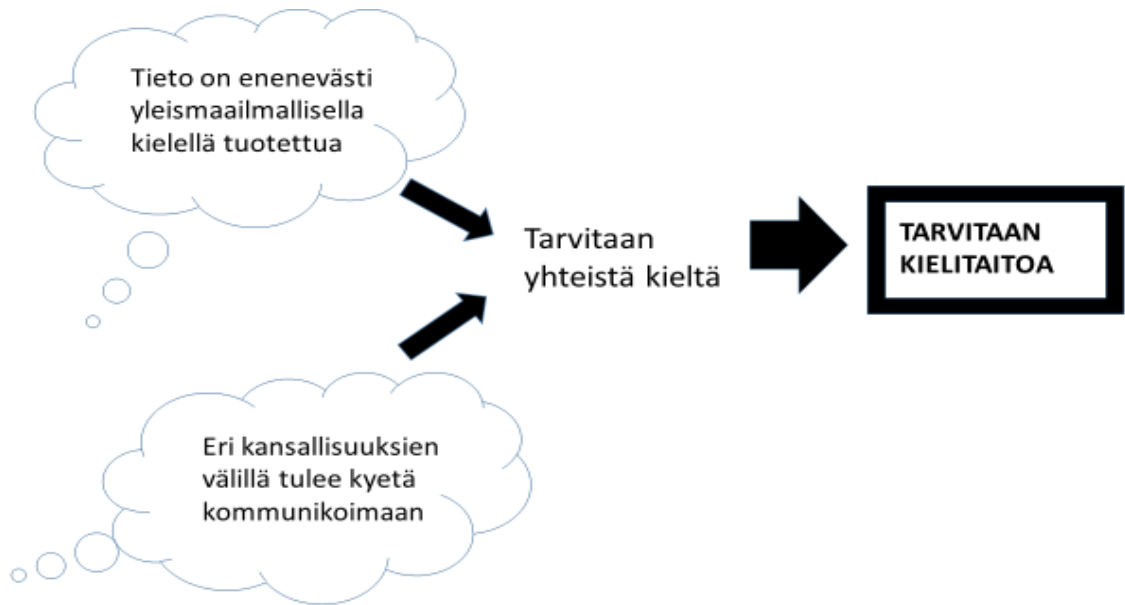 Tieto on enenevästi
yleismaailmallisella
kielellä tuotettua
Tarvitaan
yhteistä kieltä
TARVITAAN
KIELITAITOA
Eri kansallisuuksien
välillä tulee kyetä
kommunikoimaan